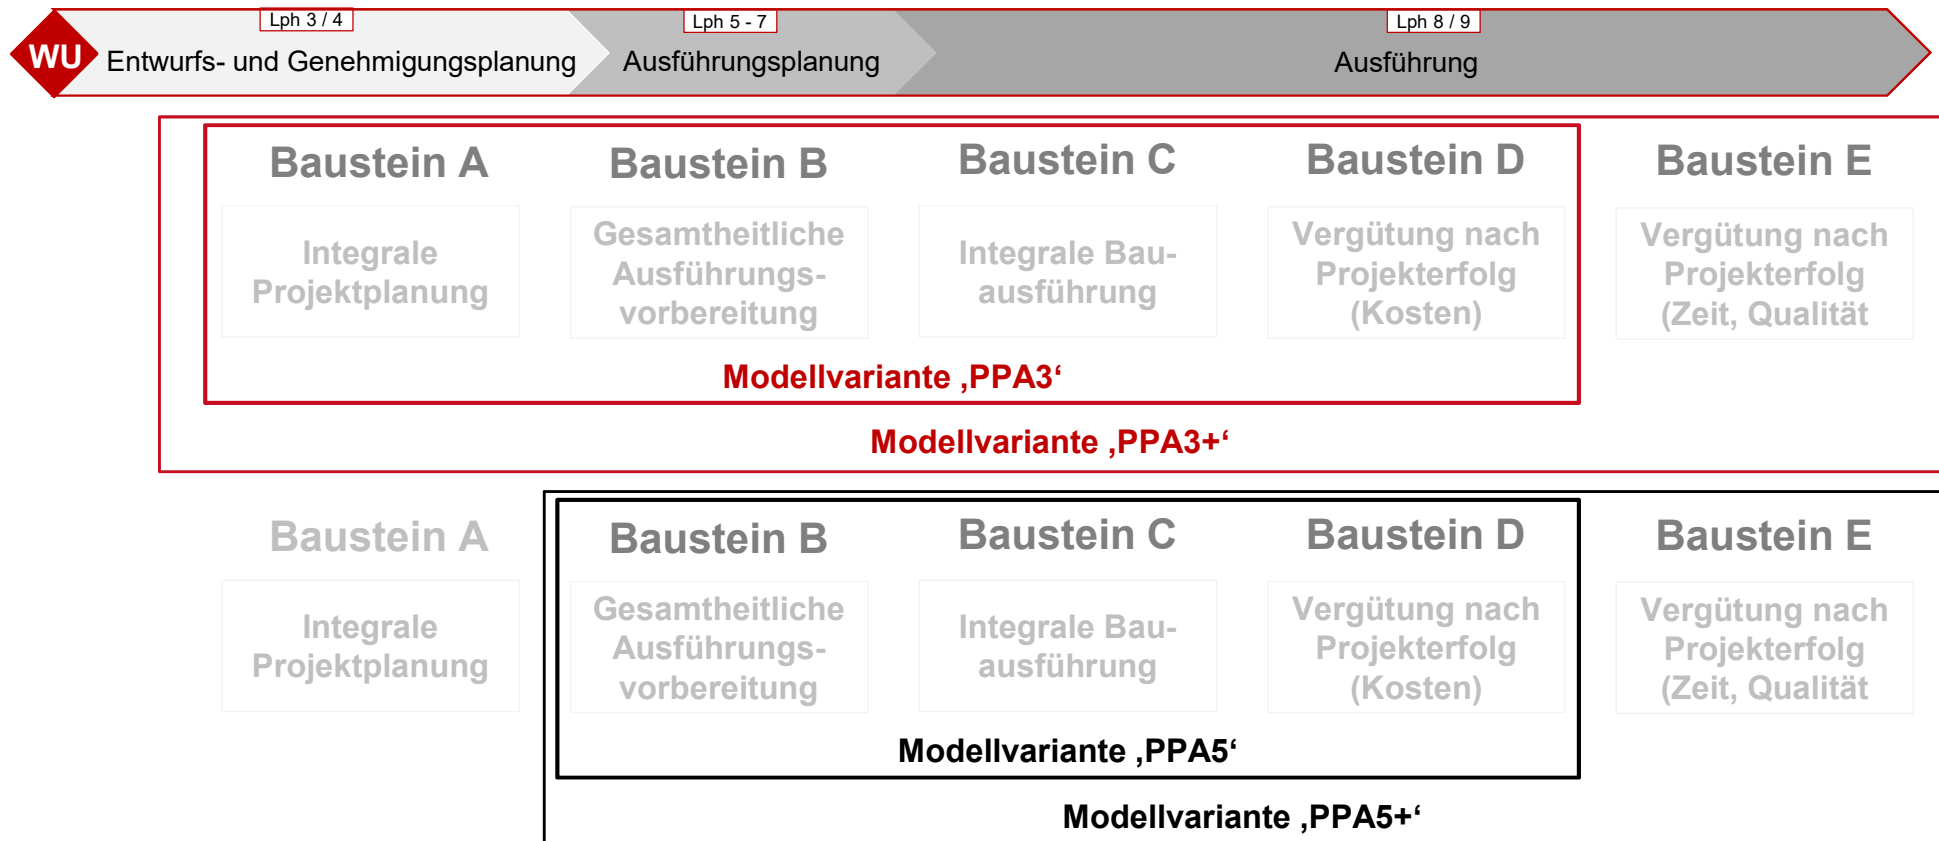 Lph 3 / 4
Lph 5 - 7
Lph 8 / 9
WU
Entwurfs- und Genehmigungsplanung
Ausführungsplanung
Ausführung
Baustein A
Baustein B
Baustein C
Baustein D
Baustein E
Integrale
Projektplanung
Gesamtheitliche
Ausführungs-
vorbereitung
Integrale Bau-
ausführung
Vergütung nach
Projekterfolg
(Kosten)
Vergütung nach
Projekterfolg
(Zeit, Qualität
Modellvariante ‚PPA3‘
Modellvariante ‚PPA3+‘
Baustein A
Baustein B
Baustein C
Baustein D
Baustein E
Integrale
Projektplanung
Gesamtheitliche
Ausführungs-
vorbereitung
Integrale Bau-
ausführung
Vergütung nach
Projekterfolg
(Kosten)
Vergütung nach
Projekterfolg
(Zeit, Qualität
Modellvariante ‚PPA5‘
Modellvariante ‚PPA5+‘